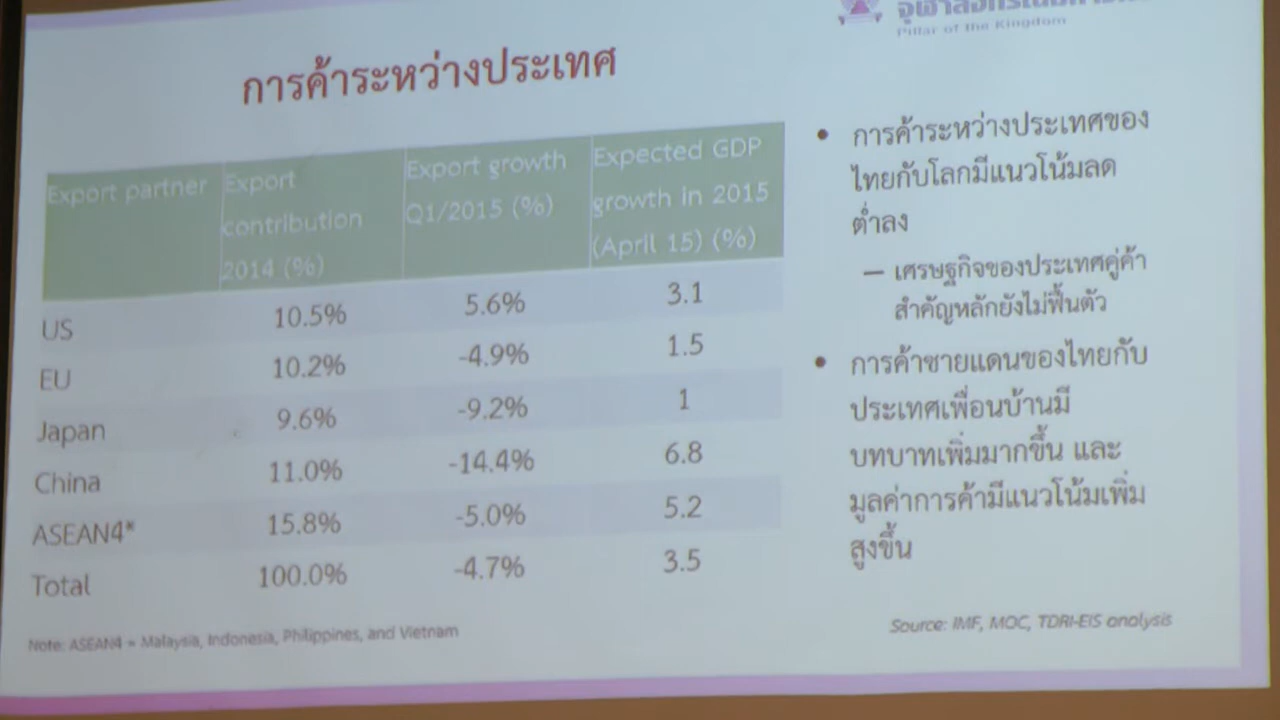 Pillar of the Kingdom
การค้าระหว่างประเทศ
Export partner
Export
contribution
2014 (%)
Export growth
Q1/2015 (%)
Expected GDP
growth in 2015
(April 15) (%)
US 10.5% 5.6% 3.1
EU 10.2% -4.9% 1.5
Japan 9.6% -9.2% 1
China 11.0% -14.4% 6.8
ASEAN4* 15.8% -5.0% 5.2
Total 100.0% -4.7% 3.5
Note: ASEAN4 = Malaysia, Indonesia, Philippines, and Vietnam
• การค้าระหว่างประเทศของ
ไทยกับโลกมีแนวโน้มลด
ต่ำลง
– เศรษฐกิจของประเทศคู่ค้า
สำคัญหลักยังไม่ฟื้นตัว
• การค้าชายแดนของไทยกับ
ประเทศเพื่อนบ้านมี
บทบาทเพิ่มมากขึ้น และ
มูลค่าการค้ามีแนวโน้มเพิ่ม
สูงขึ้น
Source: IMF, MOC, TDRI-EIS analysis